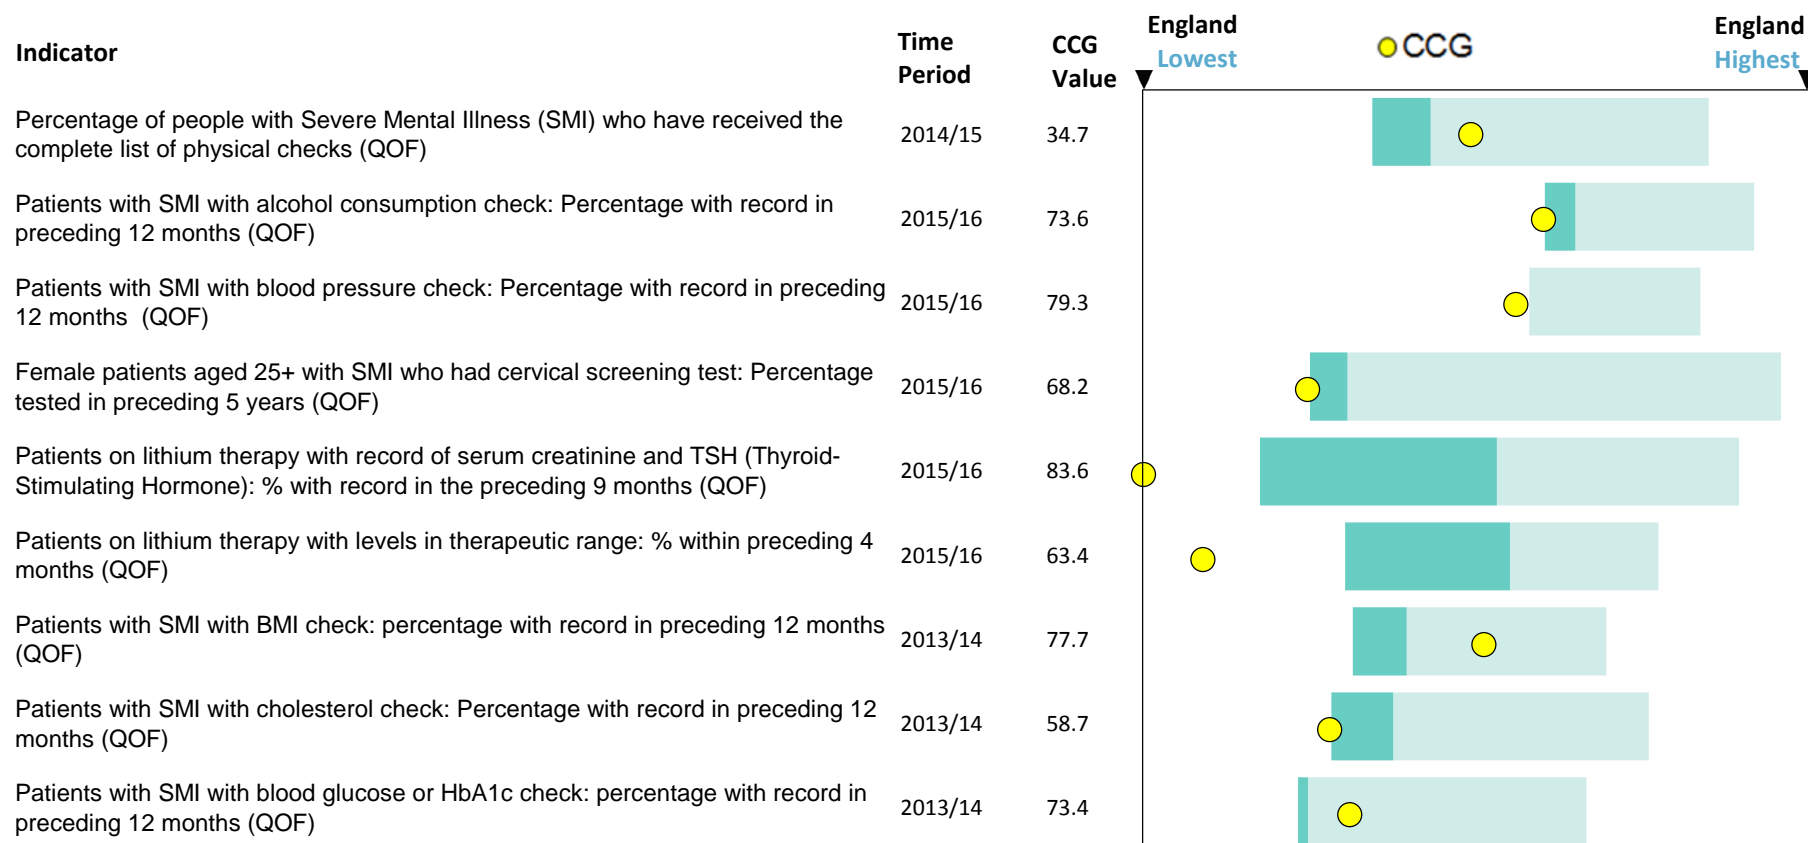 Indicator
Time
Period
CCG
Value
England
Lowest
CCG
England
Highest
Percentage of people with Severe Mental Illness (SMI) who have received the
complete list of physical checks (QOF)
2014/15
34.7
Patients with SMI with alcohol consumption check: Percentage with record in
preceding 12 months (QOF)
2015/16
73.6
Patients with SMI with blood pressure check: Percentage with record in preceding
12 months  (QOF)
2015/16
79.3
Female patients aged 25+ with SMI who had cervical screening test: Percentage
tested in preceding 5 years (QOF)
2015/16
68.2
Patients on lithium therapy with record of serum creatinine and TSH (Thyroid-
Stimulating Hormone): % with record in the preceding 9 months (QOF)
2015/16
83.6
Patients on lithium therapy with levels in therapeutic range: % within preceding 4
months (QOF)
2015/16
63.4
Patients with SMI with BMI check: percentage with record in preceding 12 months
(QOF)
2013/14
77.7
Patients with SMI with cholesterol check: Percentage with record in preceding 12
months (QOF)
2013/14
58.7
Patients with SMI with blood glucose or HbA1c check: percentage with record in
preceding 12 months (QOF)
2013/14
73.4